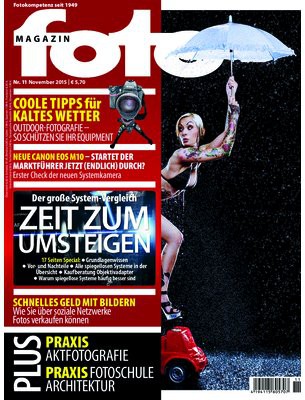 Fotokompetenz seit 1949
foto
MAGAZIN
Nr. 11 November 2015 | € 5,70
COOLE TIPPS für
KALTES WETTER
OUTDOOR-FOTOGRAFIE –
SO SCHÜTZEN SIE IHR EQUIPMENT
NEUE CANON EOS M10 – STARTET DER
MARKTFÜHRER JETZT (ENDLICH) DURCH?
Erster Check der neuen Systemkamera
Der große System-Vergleich
ZEIT ZUM
UMSTEIGEN
17 Seiten Special: • Grundlagenwissen
• Vor- und Nachteile • Alle spiegellosen Systeme in der
Übersicht • Kaufberatung Objektivadapter
• Warum spiegellose Systeme häufig besser sind
SCHNELLES GELD MIT BILDERN
Wie Sie über soziale Netzwerke
Fotos verkaufen können
PLUS
PRAXIS
AKTFOTOGRAFIE
PRAXIS FOTOSCHULE
ARCHITEKTUR